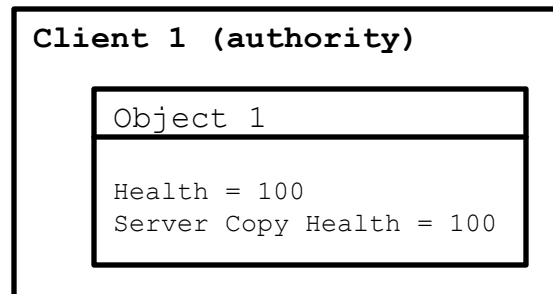 Client 1 (authority)
Object 1
Health = 100
Server Copy Health = 100